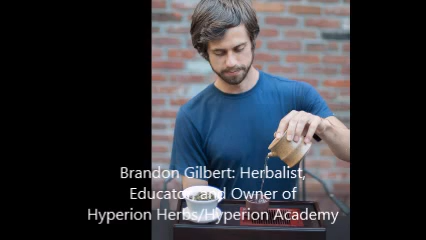 Brandon Gilbert: Herbalist,
Educator, and Owner of
Hyperion Herbs/Hyperion Academy